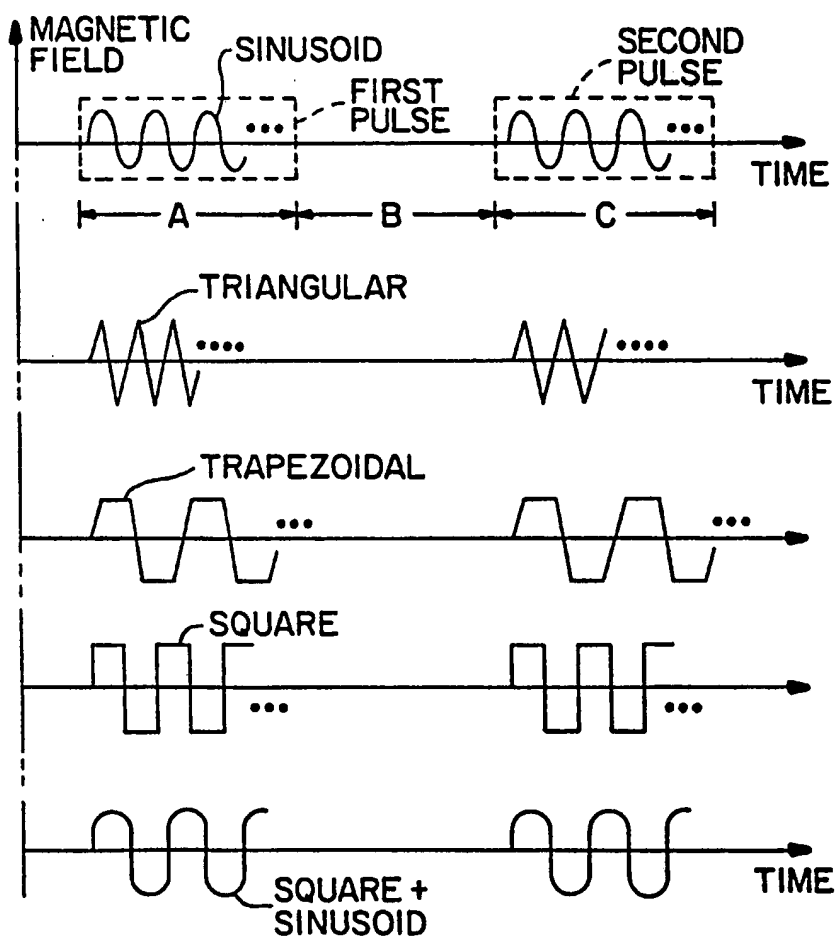 MAGNETIC
FIELD
SINUSOID
FIRST
PULSE
SECOND
PULSE
TIME
A
B
C
TRIANGULAR
TIME
TRAPEZOIDAL
SQUARE
TIME
SQUARE +
SINUSOID